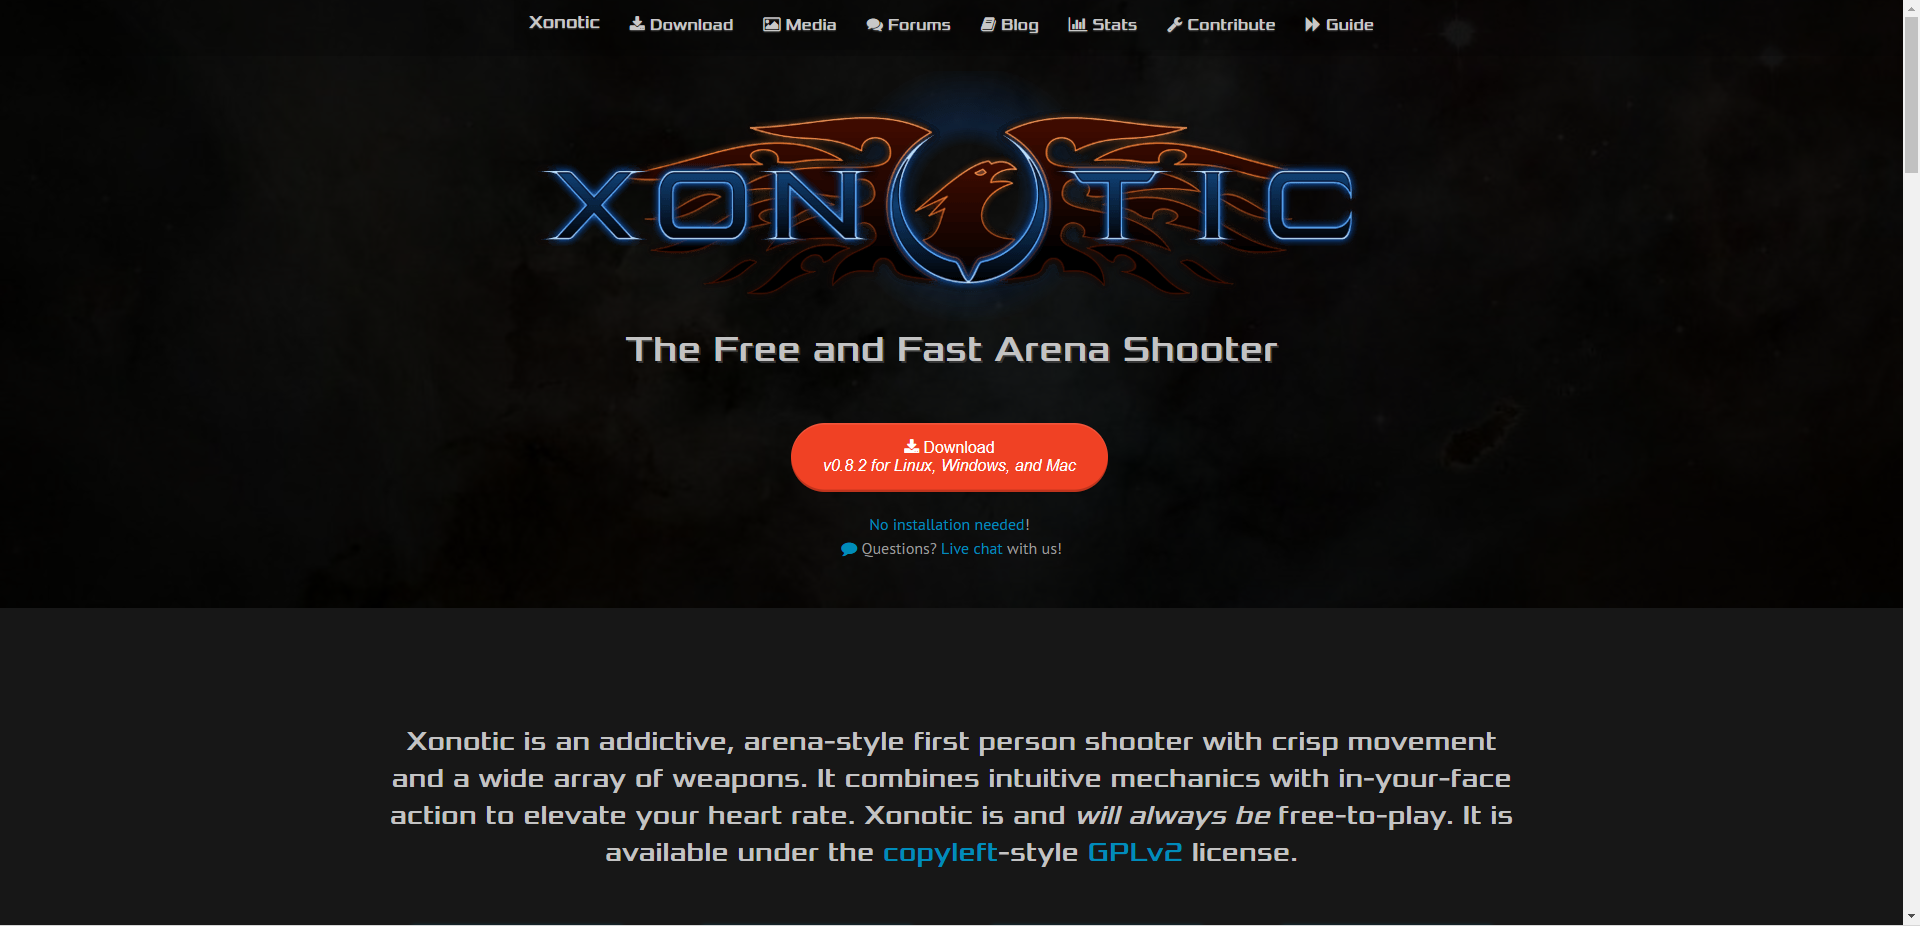 Xonotic Download Media Forums Blog Stats Contribute Guide
XONOTIC
The Free and Fast Arena Shooter
Download
v0.8.2 for Linux, Windows, and Mac
No installation needed!
Questions? Live chat with us!
Xonotic is an addictive, arena-style first person shooter with crisp movement
and a wide array of weapons. It combines intuitive mechanics with in-your-face
action to elevate your heart rate. Xonotic is and will always be free-to-play. It is
available under the copyleft-style GPLv2 license.